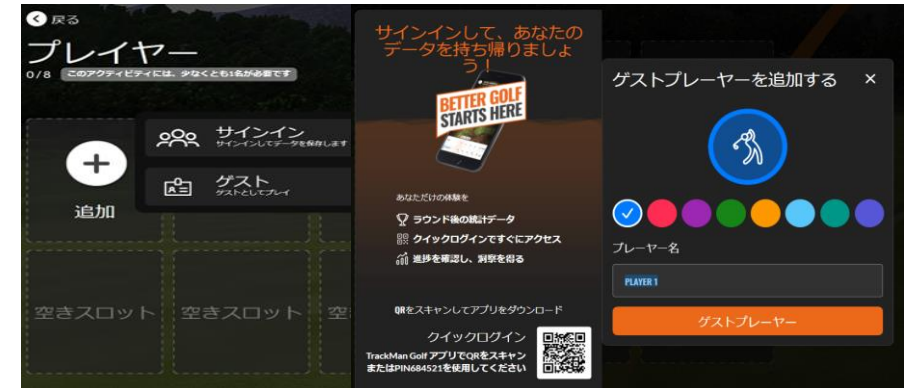 戻る
プレイヤー
0/8 このアクティビティには、少なくとも1名が必要です
サインイン
サインインしてデータを保存します
ゲスト
ゲストとしてプレイ
追加
空きスロット 空きスロット 空
サインインして、あなたの
データを持ち帰りましょ
う!
BETTER GOLF
STARTS HERE
あなただけの体験を
ラウンド後の統計データ
クイックログインですぐにアクセス
進捗を確認し、洞察を得る
QRをスキャンしてアプリをダウンロード
クイックログイン
TrackMan Golf アプリでQRをスキャン
またはPIN684521を使用してください
ゲストプレーヤーを追加する ×
プレーヤー名
PLAYER 1
ゲストプレーヤー